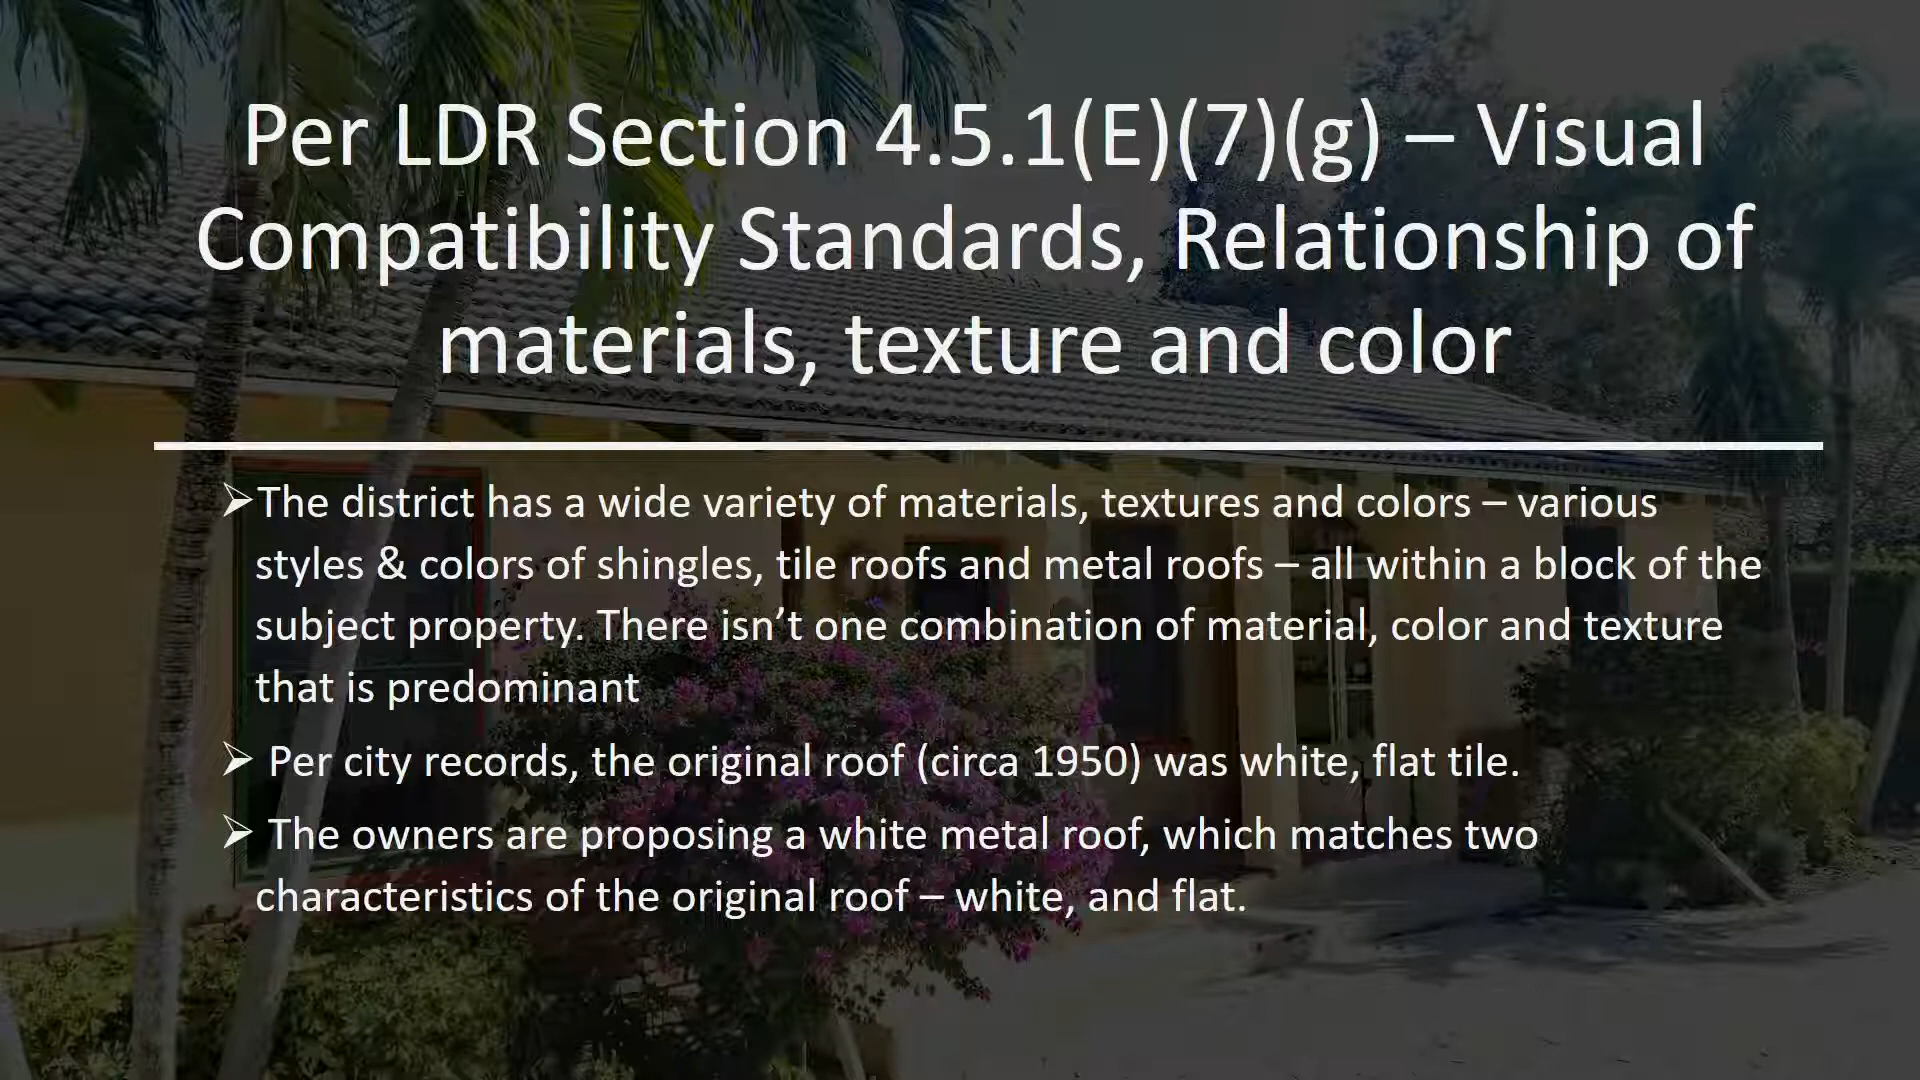 Per LDR Section 4.5.1(E)(7)(g) – Visual
Compatibility Standards, Relationship of
materials, texture and color
➢The district has a wide variety of materials, textures and colors – various
styles & colors of shingles, tile roofs and metal roofs – all within a block of the
subject property. There isn’t one combination of material, color and texture
that is predominant
➢ Per city records, the original roof (circa 1950) was white, flat tile.
➢ The owners are proposing a white metal roof, which matches two
characteristics of the original roof – white, and flat.